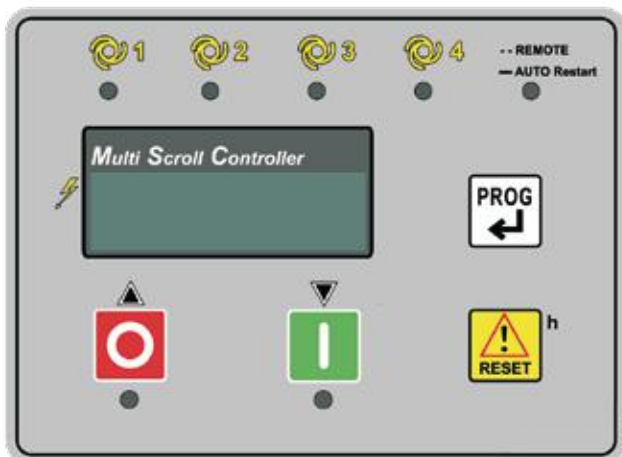 1 2 3 4 -- REMOTE
— AUTO Restart
Multi Scroll Controller
PROG
h
RESET